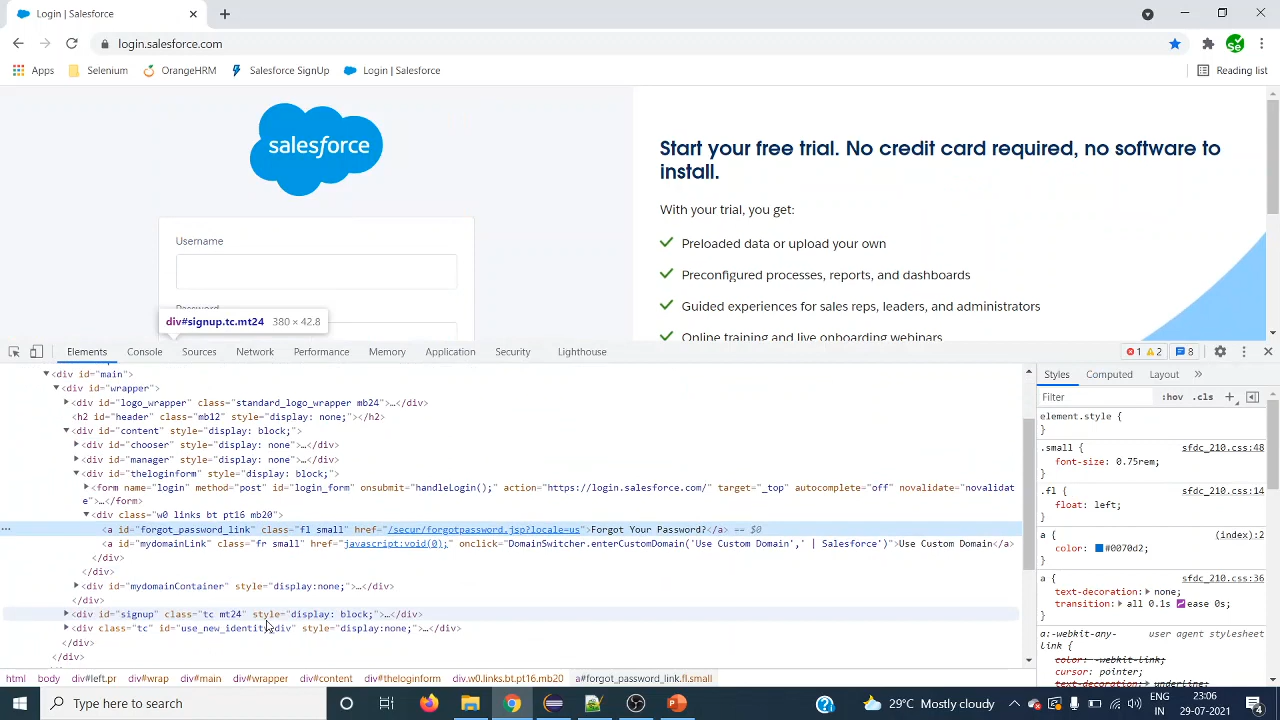 Login | Salesforce
login.salesforce.com
Apps Selenium OrangeHRM Salesforce SignUp Login | Salesforce Reading list
salesforce
Start your free trial. No credit card required, no software to
install.
With your trial, you get:
Preloaded data or upload your own
Preconfigured processes, reports, and dashboards
Guided experiences for sales reps, leaders, and administrators
Online training and live onboarding webinars
Username
Password
div#signup.tc.mt24 380 × 42.8
Elements Console Sources Network Performance Memory Application Security Lighthouse 1 2 8
<div id="main">
<div id="wrapper">
<div id="logo_wrapper" class="standard_logo_wrapper mb24">…</div>
<h2 id="header" class="mb12" style="display: none;"></h2>
<div id="content" style="display: block;">
<div id="chooser" style="display: none">…</div>
<div id="manager" style="display: none">…</div>
<div id="theloginform" style="display: block;">
<form name="login" method="post" id="login_form" onsubmit="handleLogin();" action="https://login.salesforce.com/" target="_top" autocomplete="off" novalidate="novalidat
e">…</form>
<div class="w0 links bt pt16 mb20">
… <a id="forgot_password_link" class="fl small" href="/secur/forgotpassword.jsp?locale=us">Forgot Your Password?</a> == $0
<a id="mydomainLink" class="fr small" href="javascript:void(0);" onclick="DomainSwitcher.enterCustomDomain('Use Custom Domain',' | Salesforce')">Use Custom Domain</a>
</div>
</div>
<div id="mydomainContainer" style="display:none;">…</div>
</div>
<div id="signup" class="tc mt24" style="display: block;">…</div>
<div class="tc" id="use_new_identity_div" style="display:none;">…</div>
</div>
</div>
html body div#left.pr div#wrap div#main div#wrapper div#content div#theloginform div.w0.links.bt.pt16.mb20 a#forgot_password_link.fl.small
Styles Computed Layout »
Filter :hov .cls +
element.style {
}
.small { sfdc_210.css:48
font-size: 0.75rem;
}
.fl { sfdc_210.css:14
float: left;
}
a { (index):2
color: #0070d2;
}
a { sfdc_210.css:36
text-decoration: none;
transition: all 0.1s ease 0s;
}
a:-webkit-any- user agent stylesheet
link {
color: -webkit-link;
cursor: pointer;
text-decoration: underline;
Type here to search
29°C Mostly cloudy
ENG
IN
23:06
29-07-2021
4